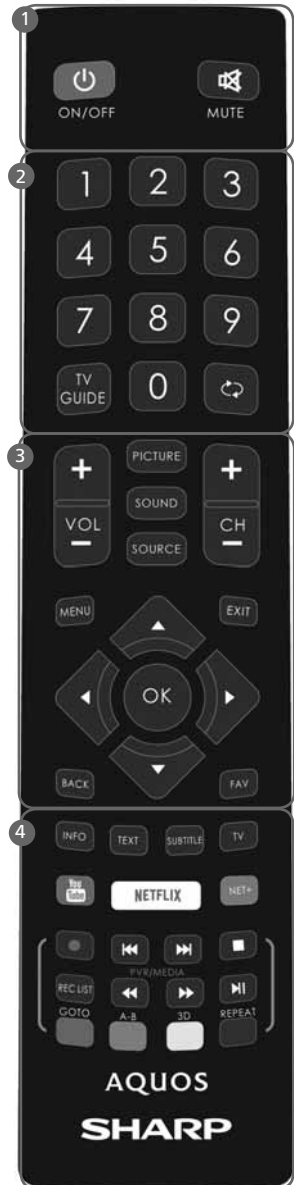 1
ON/OFF MUTE
2
1 2 3
4 5 6
7 8 9
TV GUIDE 0
3
+ PICTURE +
VOL SOUND CH
- SOURCE -
MENU EXIT
OK
BACK FAV
4
INFO TEXT SUBTITLE TV
You Tube NETFLIX NET+
PVR/MEDIA
REC LIST
GOTO A-B 3D REPEAT
AQUOS
SHARP